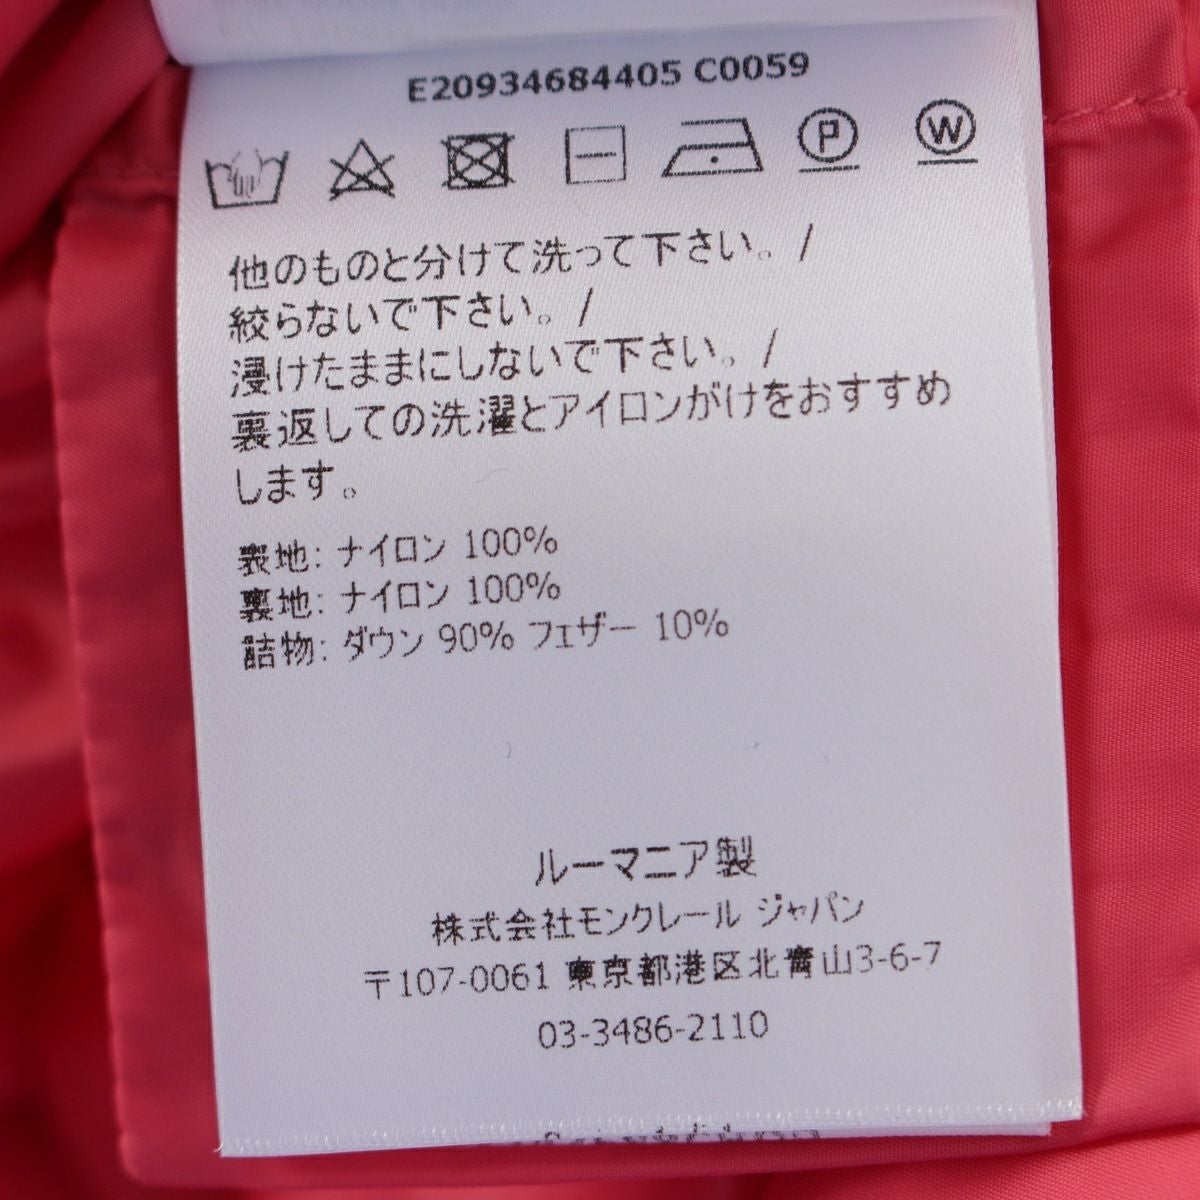 E20934684405 C0059
P W
他のものと分けて洗って下さい。/
絞らないで下さい。/
浸けたままにしないで下さい。/
裏返しての洗濯とアイロンがけをおすすめ
します。
表地: ナイロン 100%
裏地: ナイロン 100%
詰物: ダウン 90% フェザー 10%
ルーマニア製
株式会社モンクレール ジャパン
〒107-0061 東京都港区北青山3-6-7
03-3486-2110